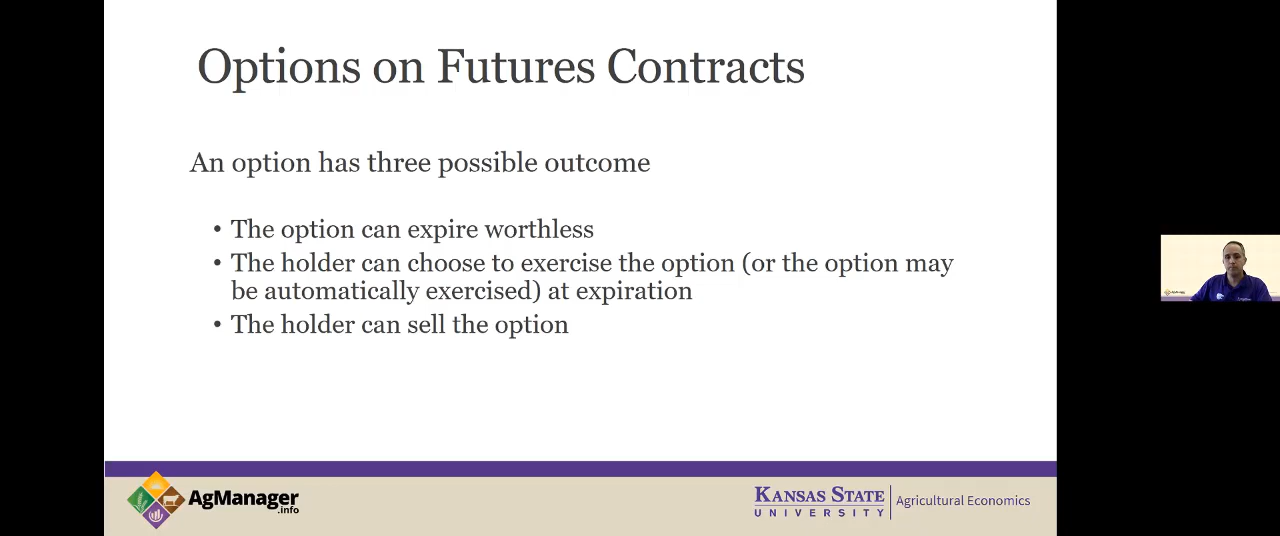 Options on Futures Contracts
An option has three possible outcome
• The option can expire worthless
• The holder can choose to exercise the option (or the option may
be automatically exercised) at expiration
• The holder can sell the option
AgManager
.info
KANSAS STATE
UNIVERSITY
Agricultural Economics